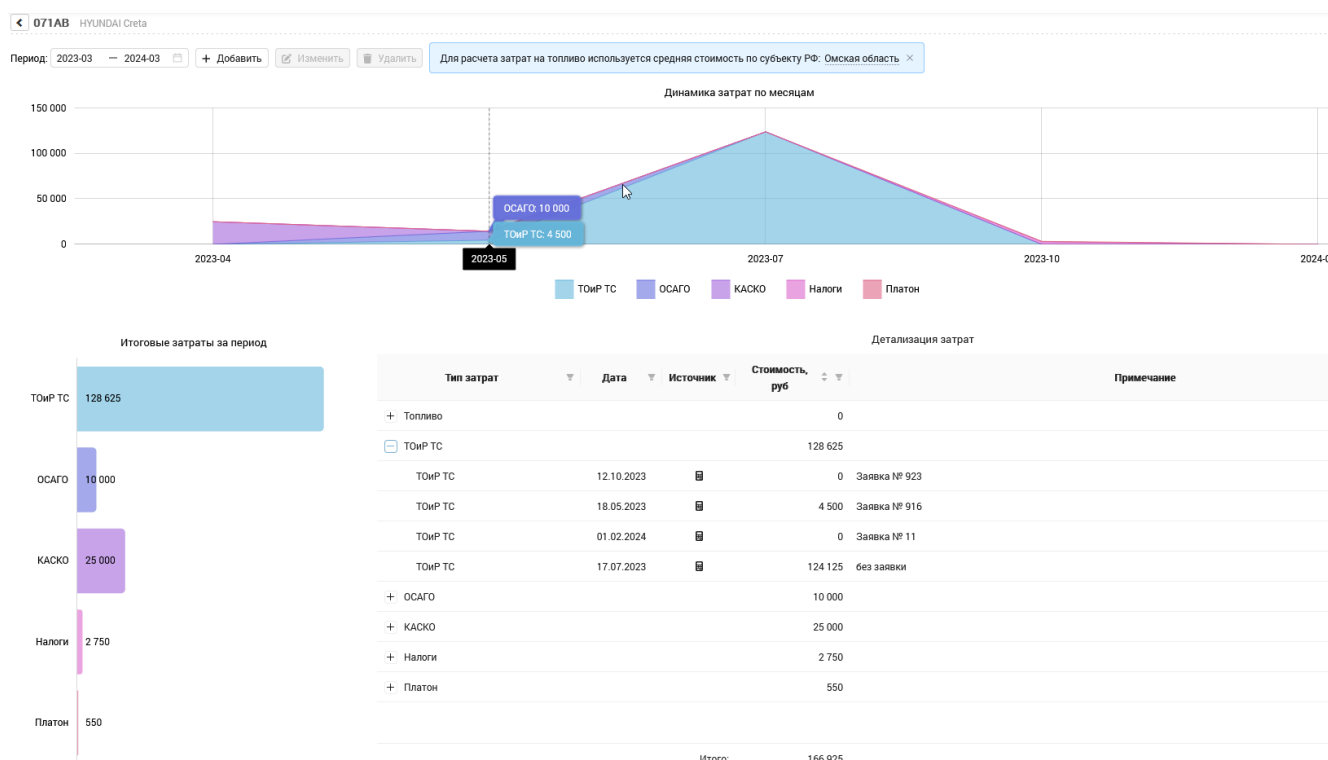 071АВ HYUNDAI Creta
Период: 2023-03 — 2024-03 + Добавить Изменить Удалить Для расчета затрат на топливо используется средняя стоимость по субъекту РФ: Омская область ×
Динамика затрат по месяцам
150 000
100 000
50 000
0
ОСАГО: 10 000
ТОиР ТС: 4 500
2023-04 2023-05 2023-07 2023-10 2024-0
ТОиР ТС ОСАГО КАСКО Налоги Платон
Итоговые затраты за период
ТОиР ТС 128 625
ОСАГО 10 000
КАСКО 25 000
Налоги 2 750
Платон 550
Детализация затрат
Тип затрат Дата Источник Стоимость, руб Примечание
+ Топливо 0
ТОиР ТС 128 625
ТОиР ТС 12.10.2023 0 Заявка № 923
ТОиР ТС 18.05.2023 4 500 Заявка № 916
ТОиР ТС 01.02.2024 0 Заявка № 11
ТОиР ТС 17.07.2023 124 125 без заявки
+ ОСАГО 10 000
+ КАСКО 25 000
+ Налоги 2 750
+ Платон 550
Итого: 166 925